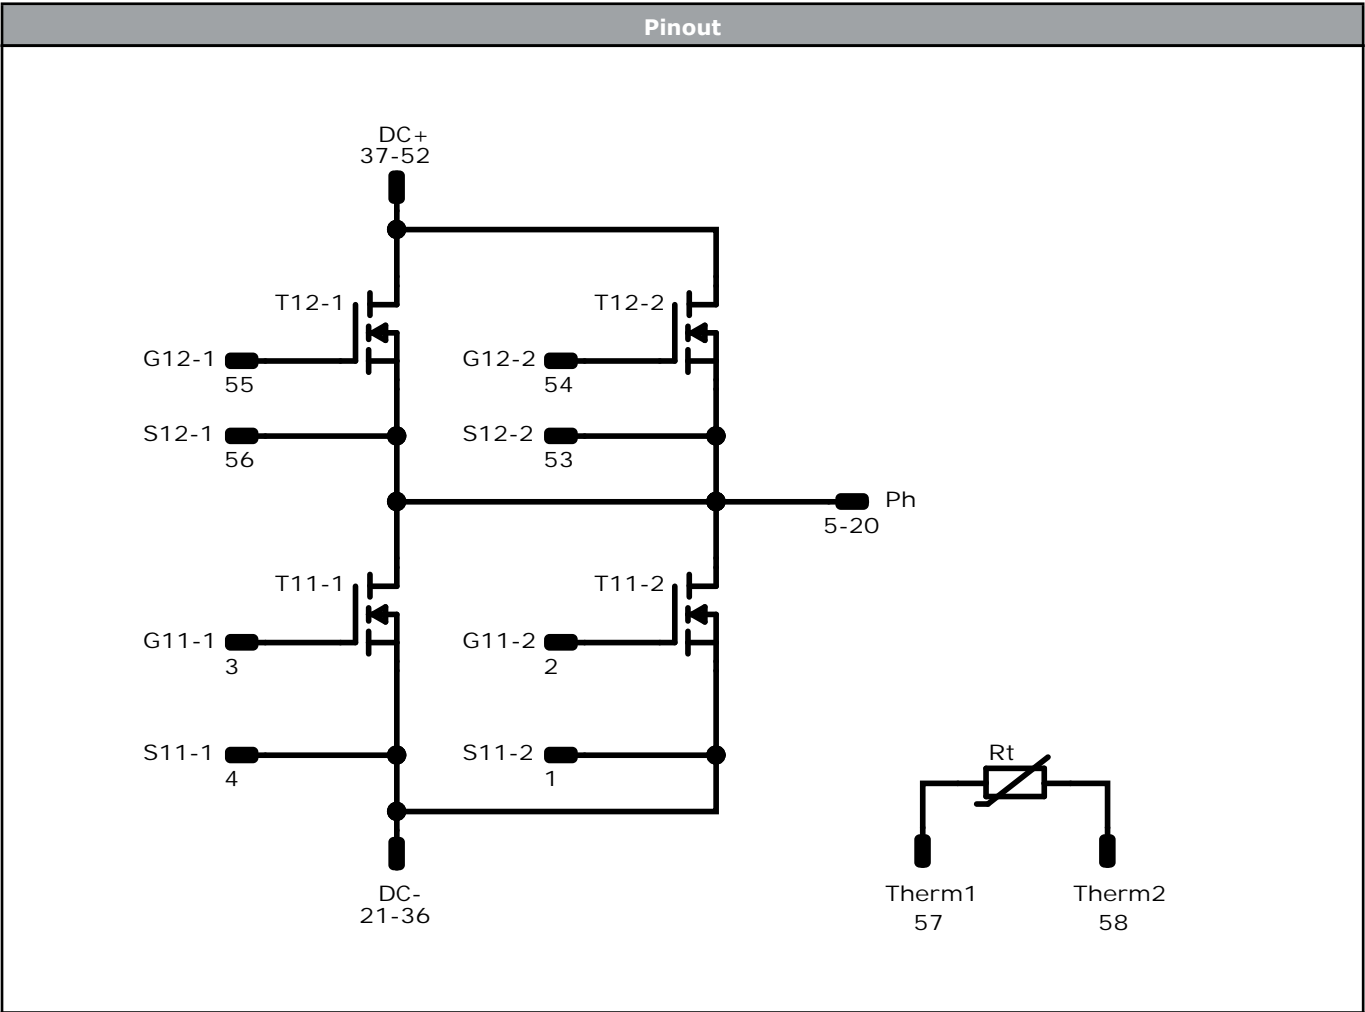 Pinout
DC+
37-52
T12-1
T12-2
G12-1
55
G12-2
54
S12-1
56
S12-2
53
Ph
5-20
T11-1
T11-2
G11-1
3
G11-2
2
S11-1
4
S11-2
1
Rt
DC-
21-36
Therm1
57
Therm2
58